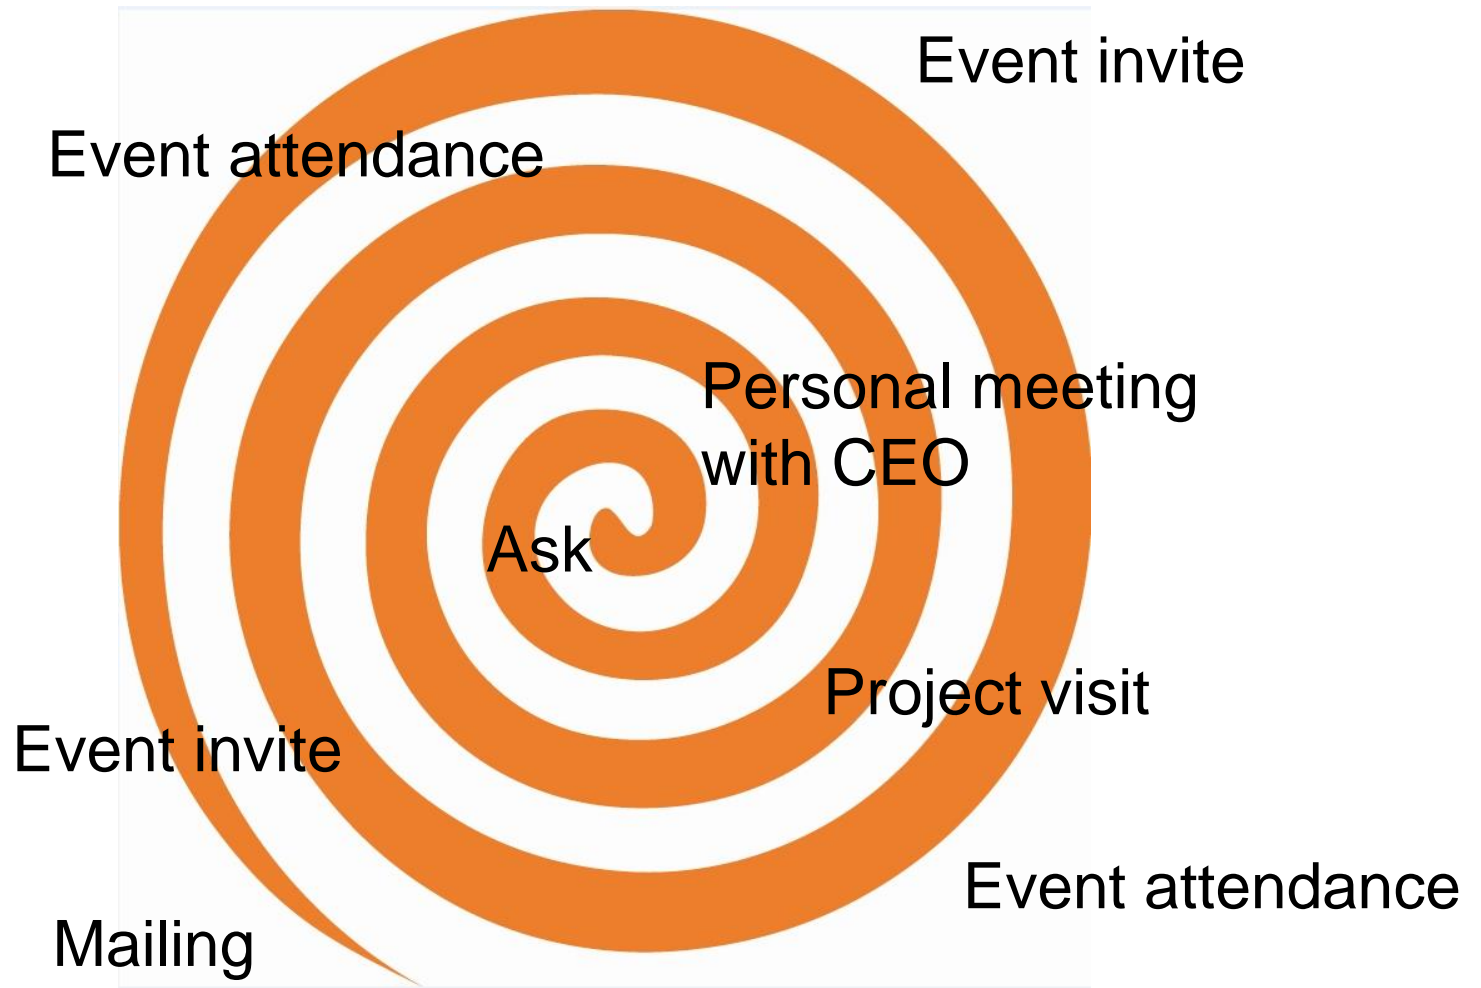 Event invite
Event attendance
Personal meeting
with CEO
Ask
Project visit
Event invite
Event attendance
Mailing